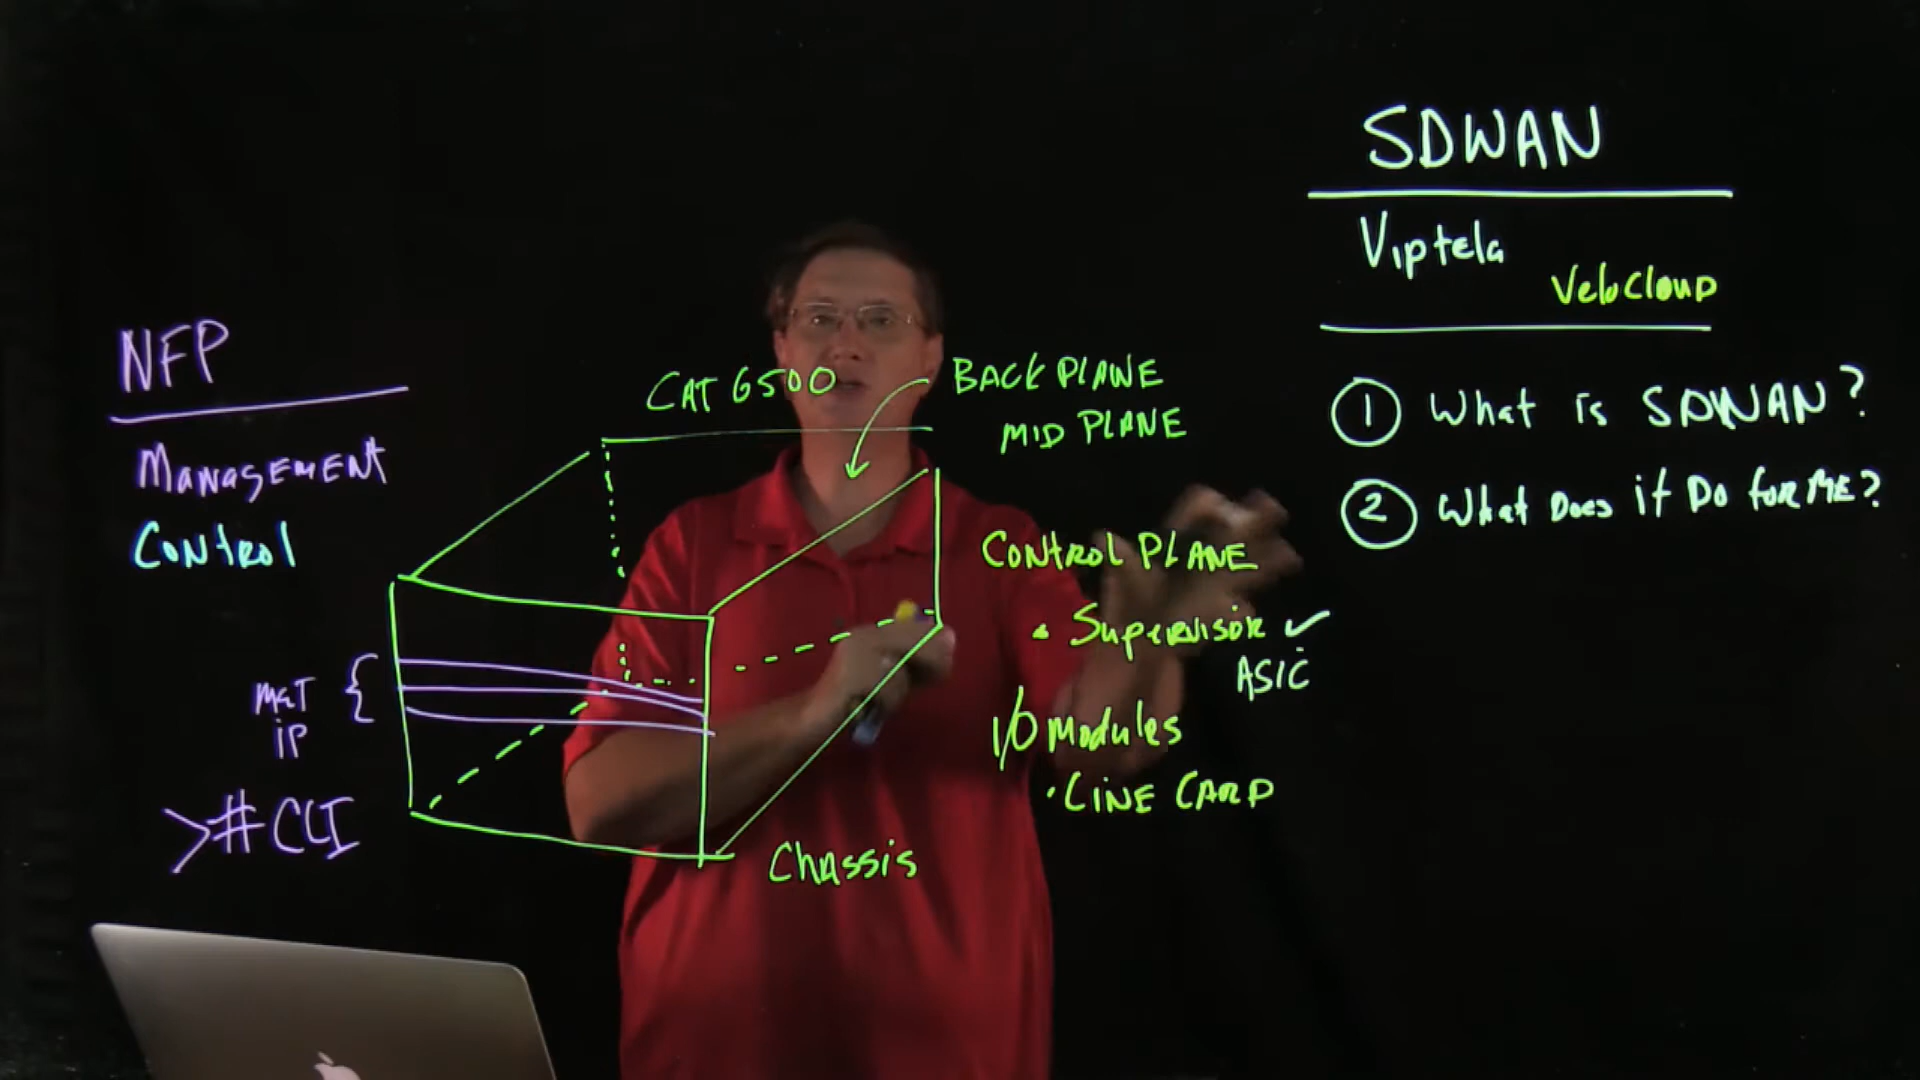 NFP
Management
Control
MGT
IP
>#CLI
CAT 6500
BACK PLANE
MID PLANE
CONTROL PLANE
• Supervisor ✓
ASIC
I/O Modules
• LINE CARD
Chassis
SDWAN
Viptela
VeloCloud
① What is SDWAN?
② What Does it Do for ME?